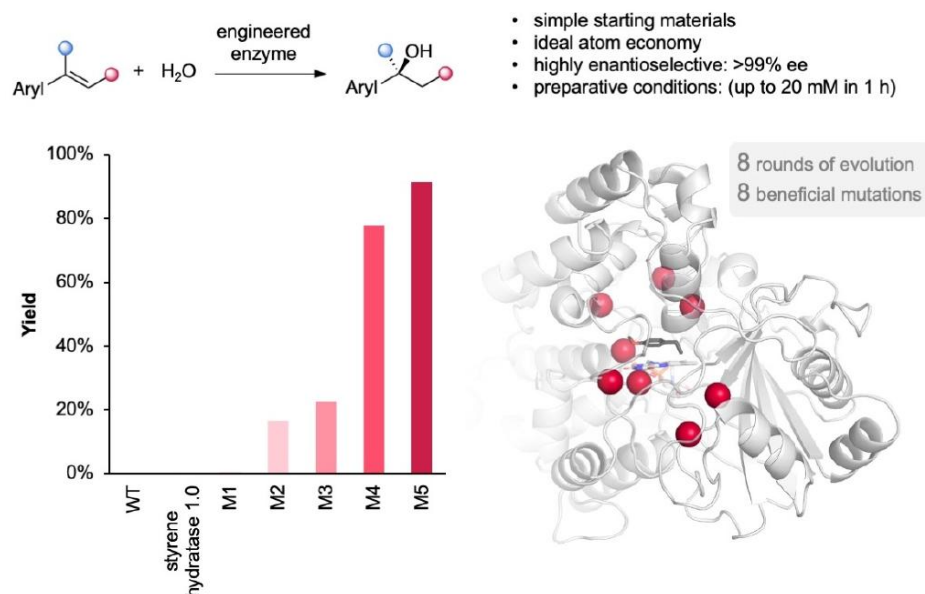 Aryl
+ H₂O
engineered
enzyme
Aryl
OH
• simple starting materials
• ideal atom economy
• highly enantioselective: >99% ee
• preparative conditions: (up to 20 mM in 1 h)
100%
80%
60%
40%
20%
0%
Yield
WT
styrene
hydratase 1.0
M1
M2
M3
M4
M5
8 rounds of evolution
8 beneficial mutations